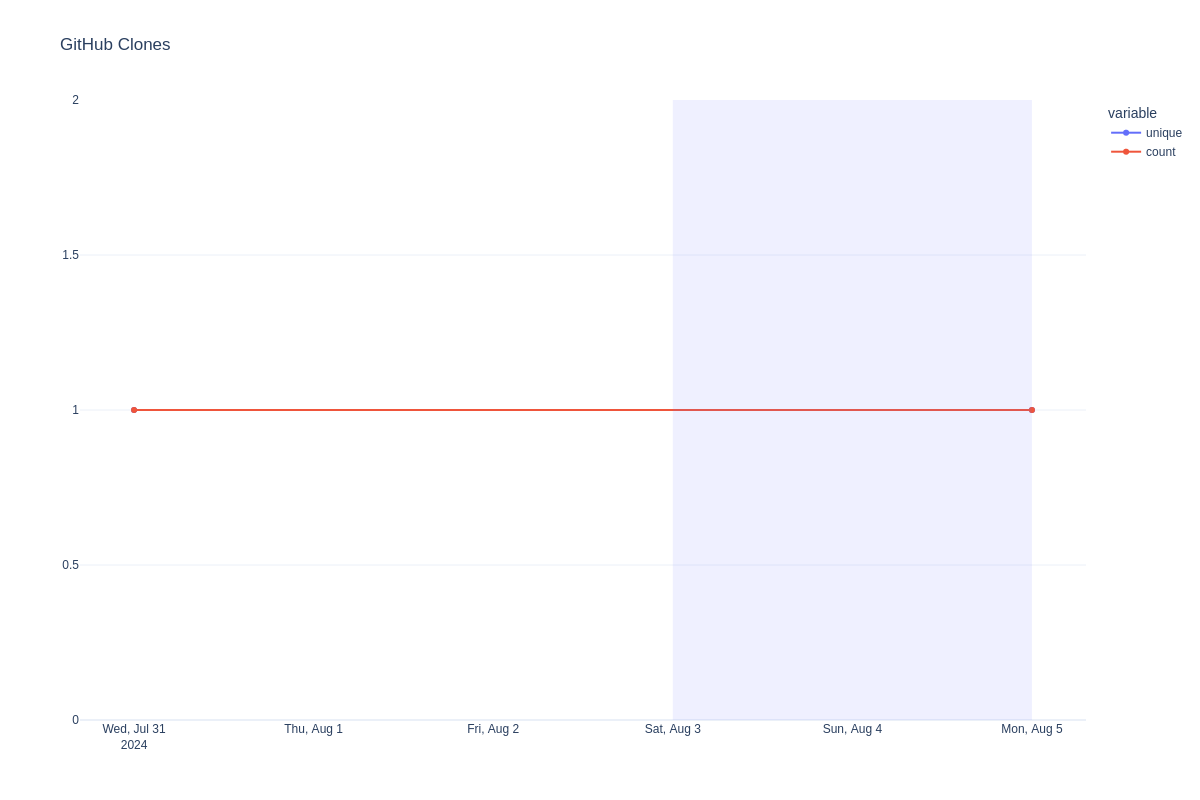 GitHub Clones
2
1.5
1
0.5
0
Wed, Jul 31
2024
Thu, Aug 1
Fri, Aug 2
Sat, Aug 3
Sun, Aug 4
Mon, Aug 5
variable
unique
count